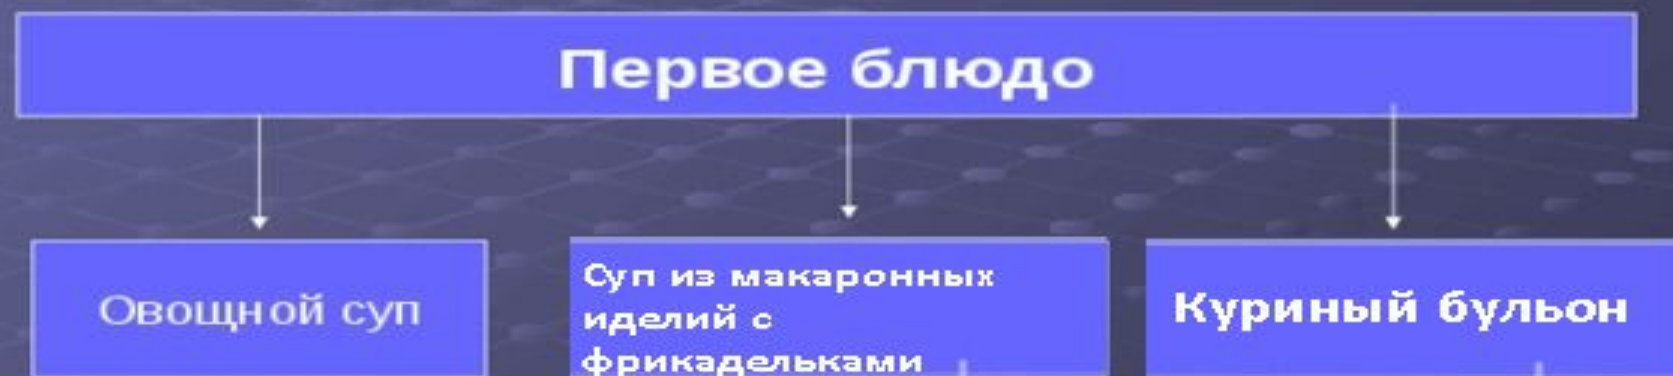 Первое блюдо
Овощной суп
Суп из макаронных
иделий с
фрикадельками
Куриный бульон